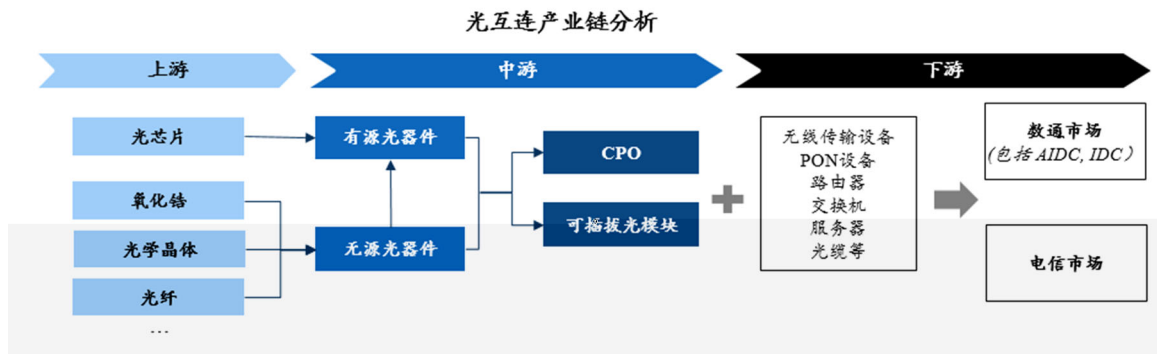 光互连产业链分析
上游
中游
下游
光芯片
氧化锆
光学晶体
光纤
…
有源光器件
无源光器件
CPO
可插拔光模块
无线传输设备
PON设备
路由器
交换机
服务器
光缆等
数通市场
(包括 AIDC, IDC）
电信市场